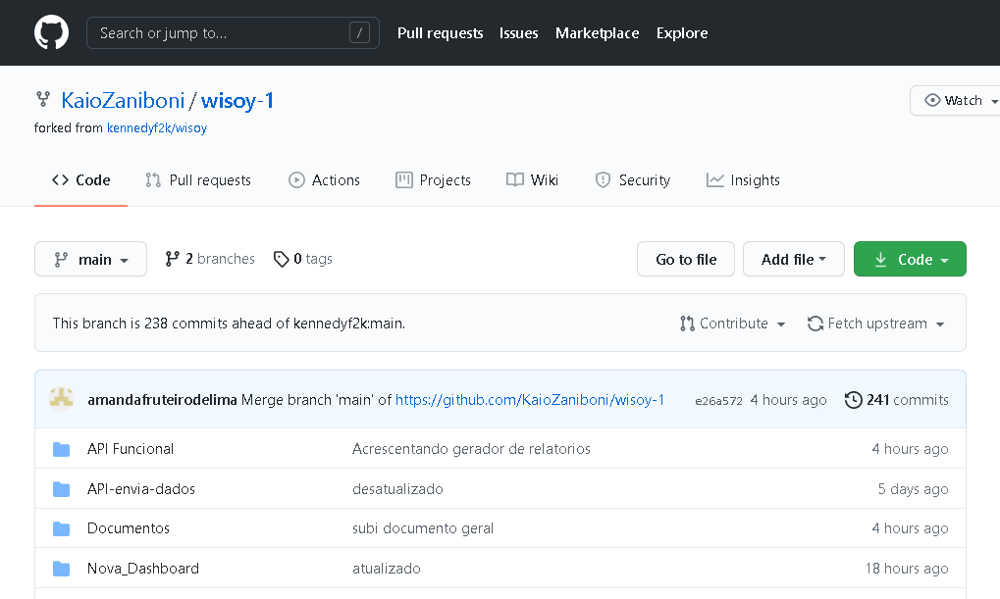 Search or jump to... /
Pull requests Issues Marketplace Explore
KaioZaniboni / wisoy-1
Watch
forked from kennedyf2k/wisoy
Code Pull requests Actions Projects Wiki Security Insights
main 2 branches 0 tags Go to file Add file Code
This branch is 238 commits ahead of kennedyf2k:main. Contribute Fetch upstream
amandafruteirodelima Merge branch 'main' of https://github.com/KaioZaniboni/wisoy-1 e26a572 4 hours ago 241 commits
API Funcional Acrescentando gerador de relatorios 4 hours ago
API-envia-dados desatualizado 5 days ago
Documentos subi documento geral 4 hours ago
Nova_Dashboard atualizado 18 hours ago